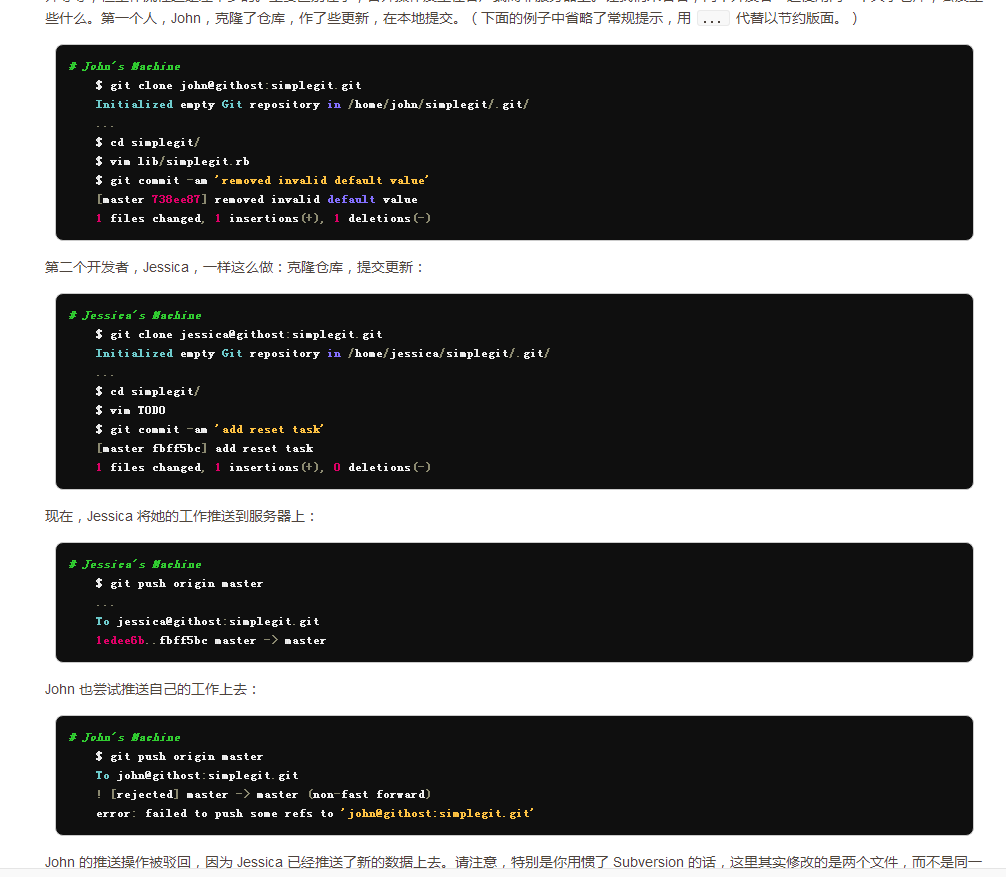 些什么。第一个人，John，克隆了仓库，作了些更新，在本地提交。（下面的例子中省略了常规提示，用 ... 代替以节约版面。）
# John's Machine
$ git clone john@githost:simplegit.git
Initialized empty Git repository in /home/john/simplegit/.git/
...
$ cd simplegit/
$ vim lib/simplegit.rb
$ git commit -am 'removed invalid default value'
[master 738ee87] removed invalid default value
1 files changed, 1 insertions(+), 1 deletions(-)
第二个开发者，Jessica，一样这么做：克隆仓库，提交更新：
# Jessica's Machine
$ git clone jessica@githost:simplegit.git
Initialized empty Git repository in /home/jessica/simplegit/.git/
...
$ cd simplegit/
$ vim TODO
$ git commit -am 'add reset task'
[master fbff5bc] add reset task
1 files changed, 1 insertions(+), 0 deletions(-)
现在，Jessica 将她的工作推送到服务器上：
# Jessica's Machine
$ git push origin master
...
To jessica@githost:simplegit.git
1edee6b..fbff5bc master -> master
John 也尝试推送自己的工作上去：
# John's Machine
$ git push origin master
To john@githost:simplegit.git
! [rejected] master -> master (non-fast forward)
error: failed to push some refs to 'john@githost:simplegit.git'
John 的推送操作被驳回，因为 Jessica 已经推送了新的数据上去。请注意，特别是你用惯了 Subversion 的话，这里其实修改的是两个文件，而不是同一